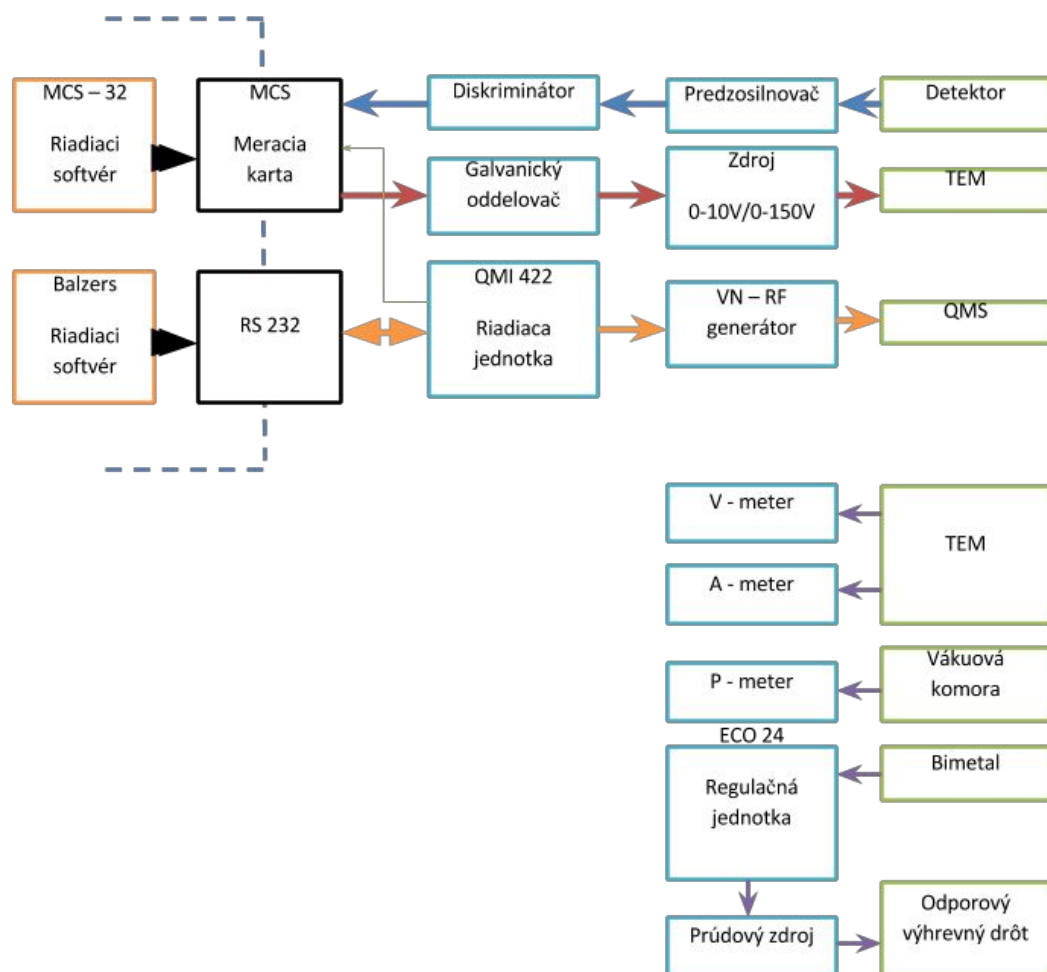 MCS – 32
Riadiaci
softvér
MCS
Meracia
karta
Diskriminátor
Predzosilnovač
Detektor
Galvanický
oddelovač
Zdroj
0-10V/0-150V
TEM
Balzers
Riadiaci
softvér
RS 232
QMI 422
Riadiaca
jednotka
VN – RF
generátor
QMS
V - meter
TEM
A - meter
P - meter
Vákuová
komora
ECO 24
Regulačná
jednotka
Bimetal
Prúdový zdroj
Odporový
výhrevný drôt